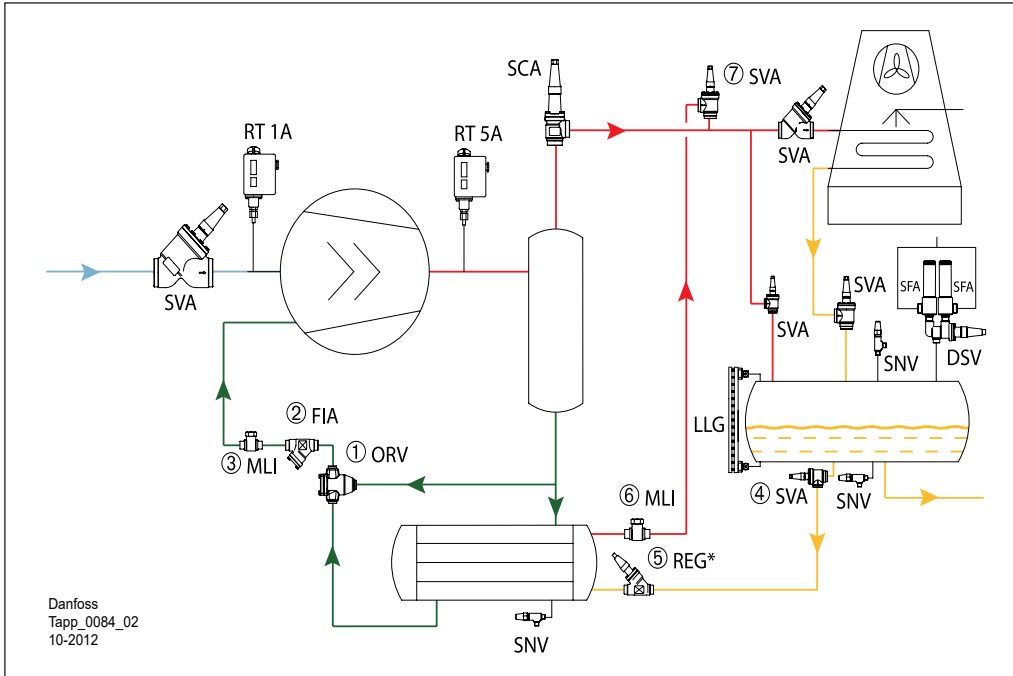 SCA
⑦ SVA
RT 1A
RT 5A
SVA
SVA
SVA
SVA
SFA
SFA
SNV
DSV
LLG
② FIA
① ORV
③ MLI
④ SVA
SNV
⑥ MLI
⑤ REG*
SNV
Danfoss
Tapp_0084_02
10-2012